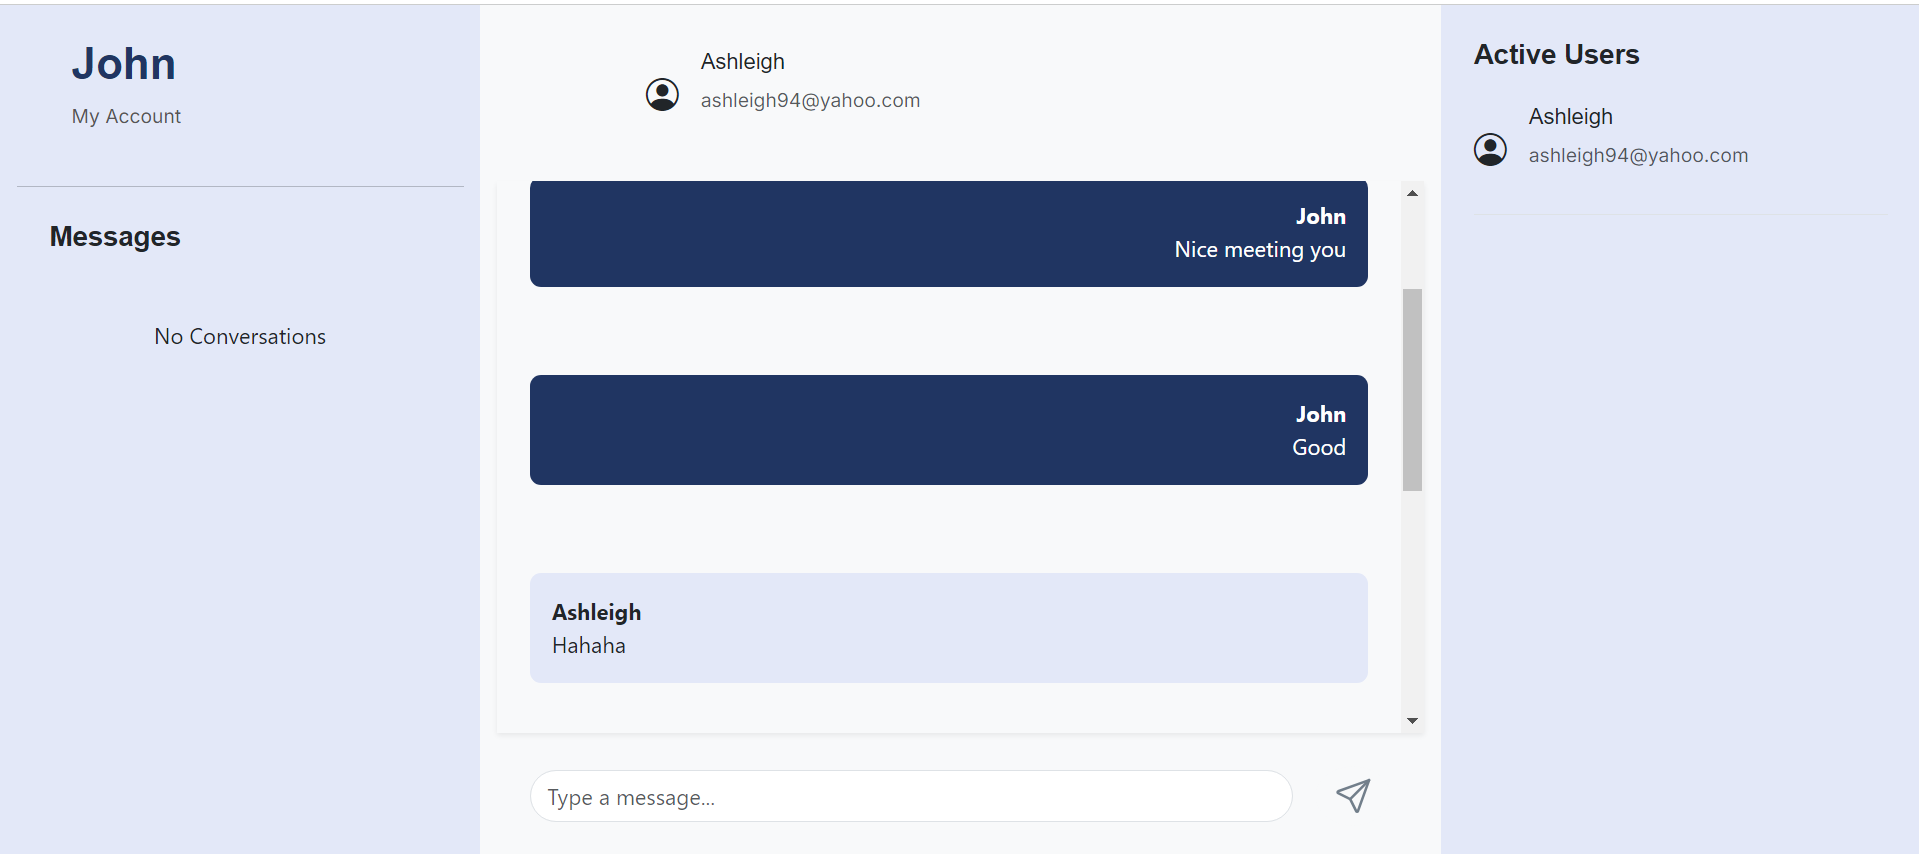 John
My Account
Messages
No Conversations
Ashleigh
ashleigh94@yahoo.com
John
Nice meeting you
John
Good
Ashleigh
Hahaha
Type a message...
Active Users
Ashleigh
ashleigh94@yahoo.com